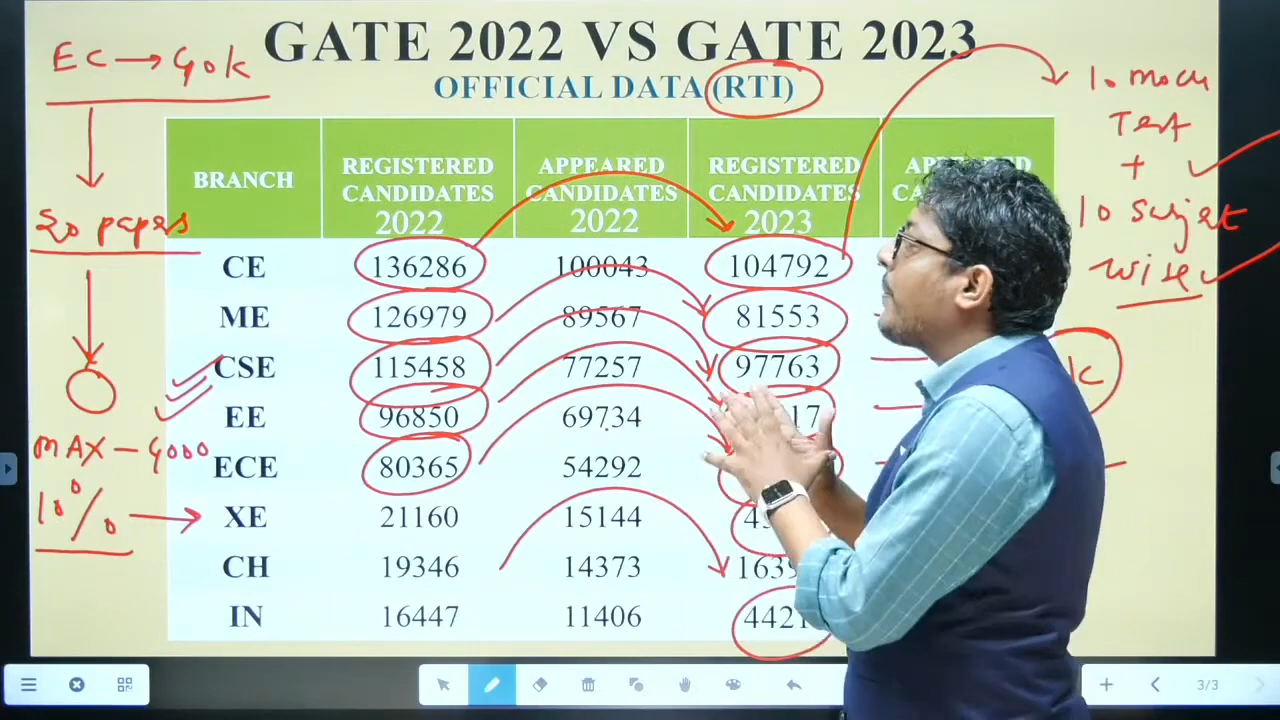 GATE 2022 VS GATE 2023
OFFICIAL DATA (RTI)
EC → 40k
20 papers
MAX — 4000
10%
10 mock
Test
+
10 Subject
wise
BRANCH REGISTERED CANDIDATES 2022 APPEARED CANDIDATES 2022 REGISTERED CANDIDATES 2023
CE 136286 100043 104792
ME 126979 89567 81553
CSE 115458 77257 97763
EE 96850 69734
ECE 80365 54292
XE 21160 15144
CH 19346 14373
IN 16447 11406
3/3